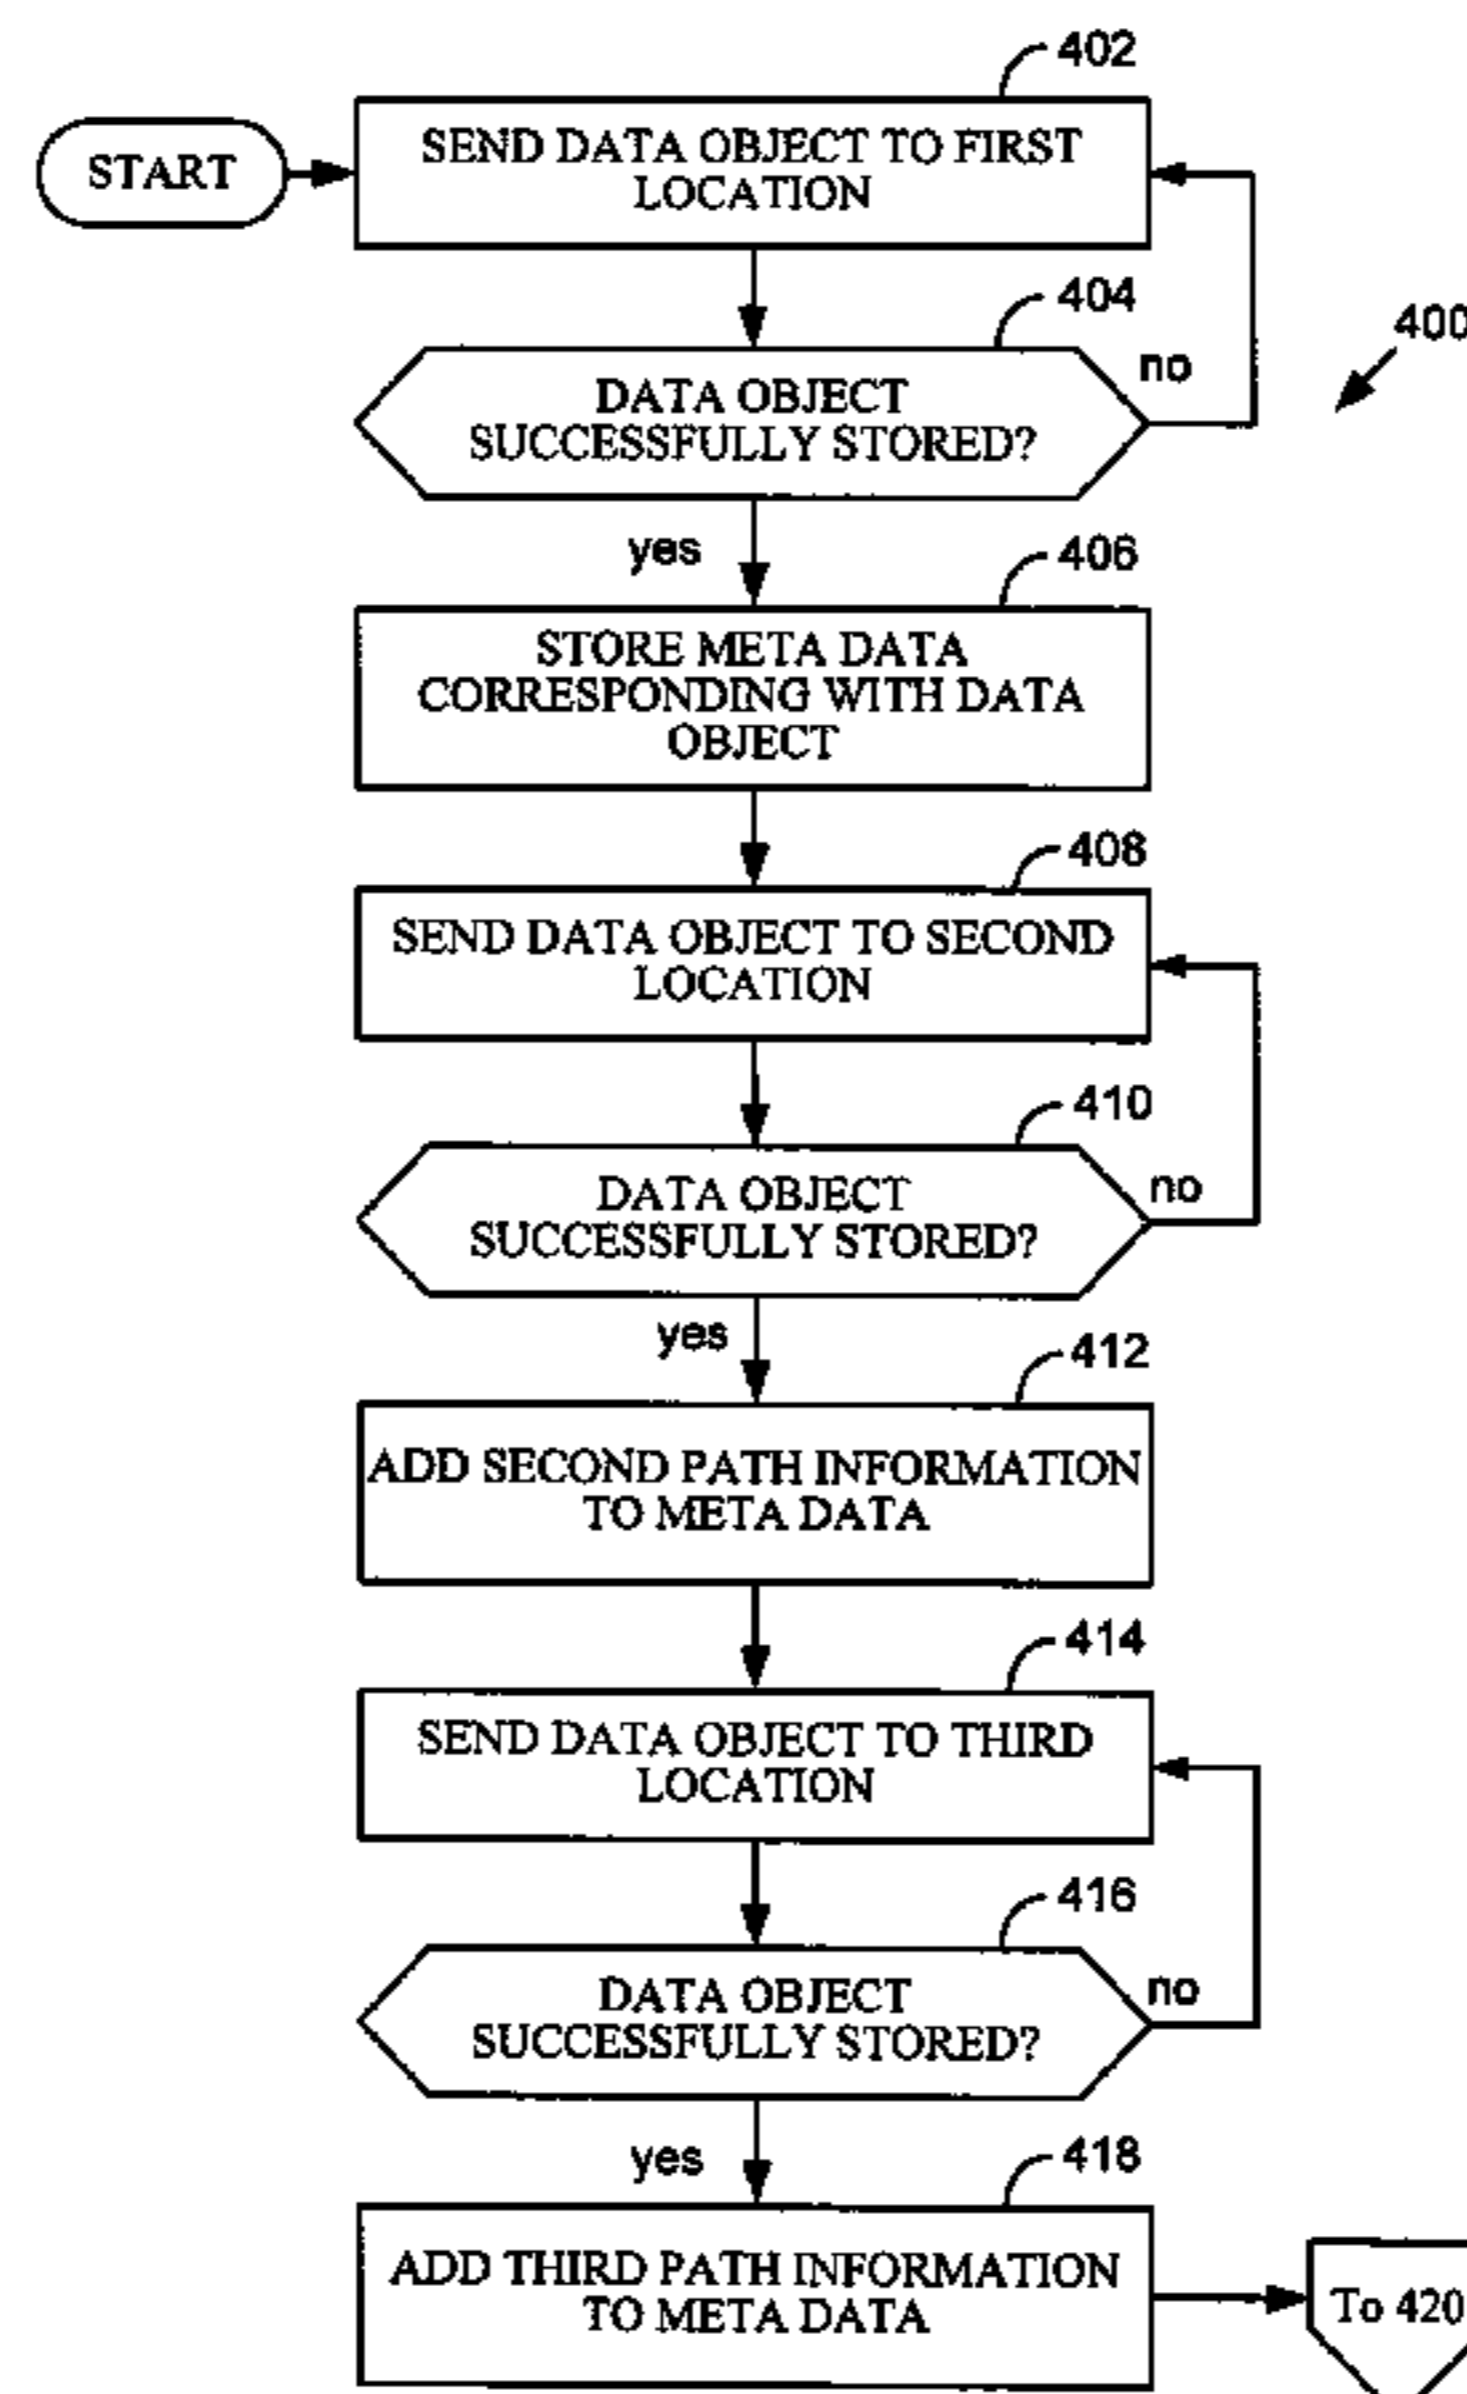 402
START
SEND DATA OBJECT TO FIRST
LOCATION
404
400
no
DATA OBJECT
SUCCESSFULLY STORED?
yes
406
STORE META DATA
CORRESPONDING WITH DATA
OBJECT
408
SEND DATA OBJECT TO SECOND
LOCATION
410
no
DATA OBJECT
SUCCESSFULLY STORED?
yes
412
ADD SECOND PATH INFORMATION
TO META DATA
414
SEND DATA OBJECT TO THIRD
LOCATION
416
no
DATA OBJECT
SUCCESSFULLY STORED?
yes
418
ADD THIRD PATH INFORMATION
TO META DATA
To 420